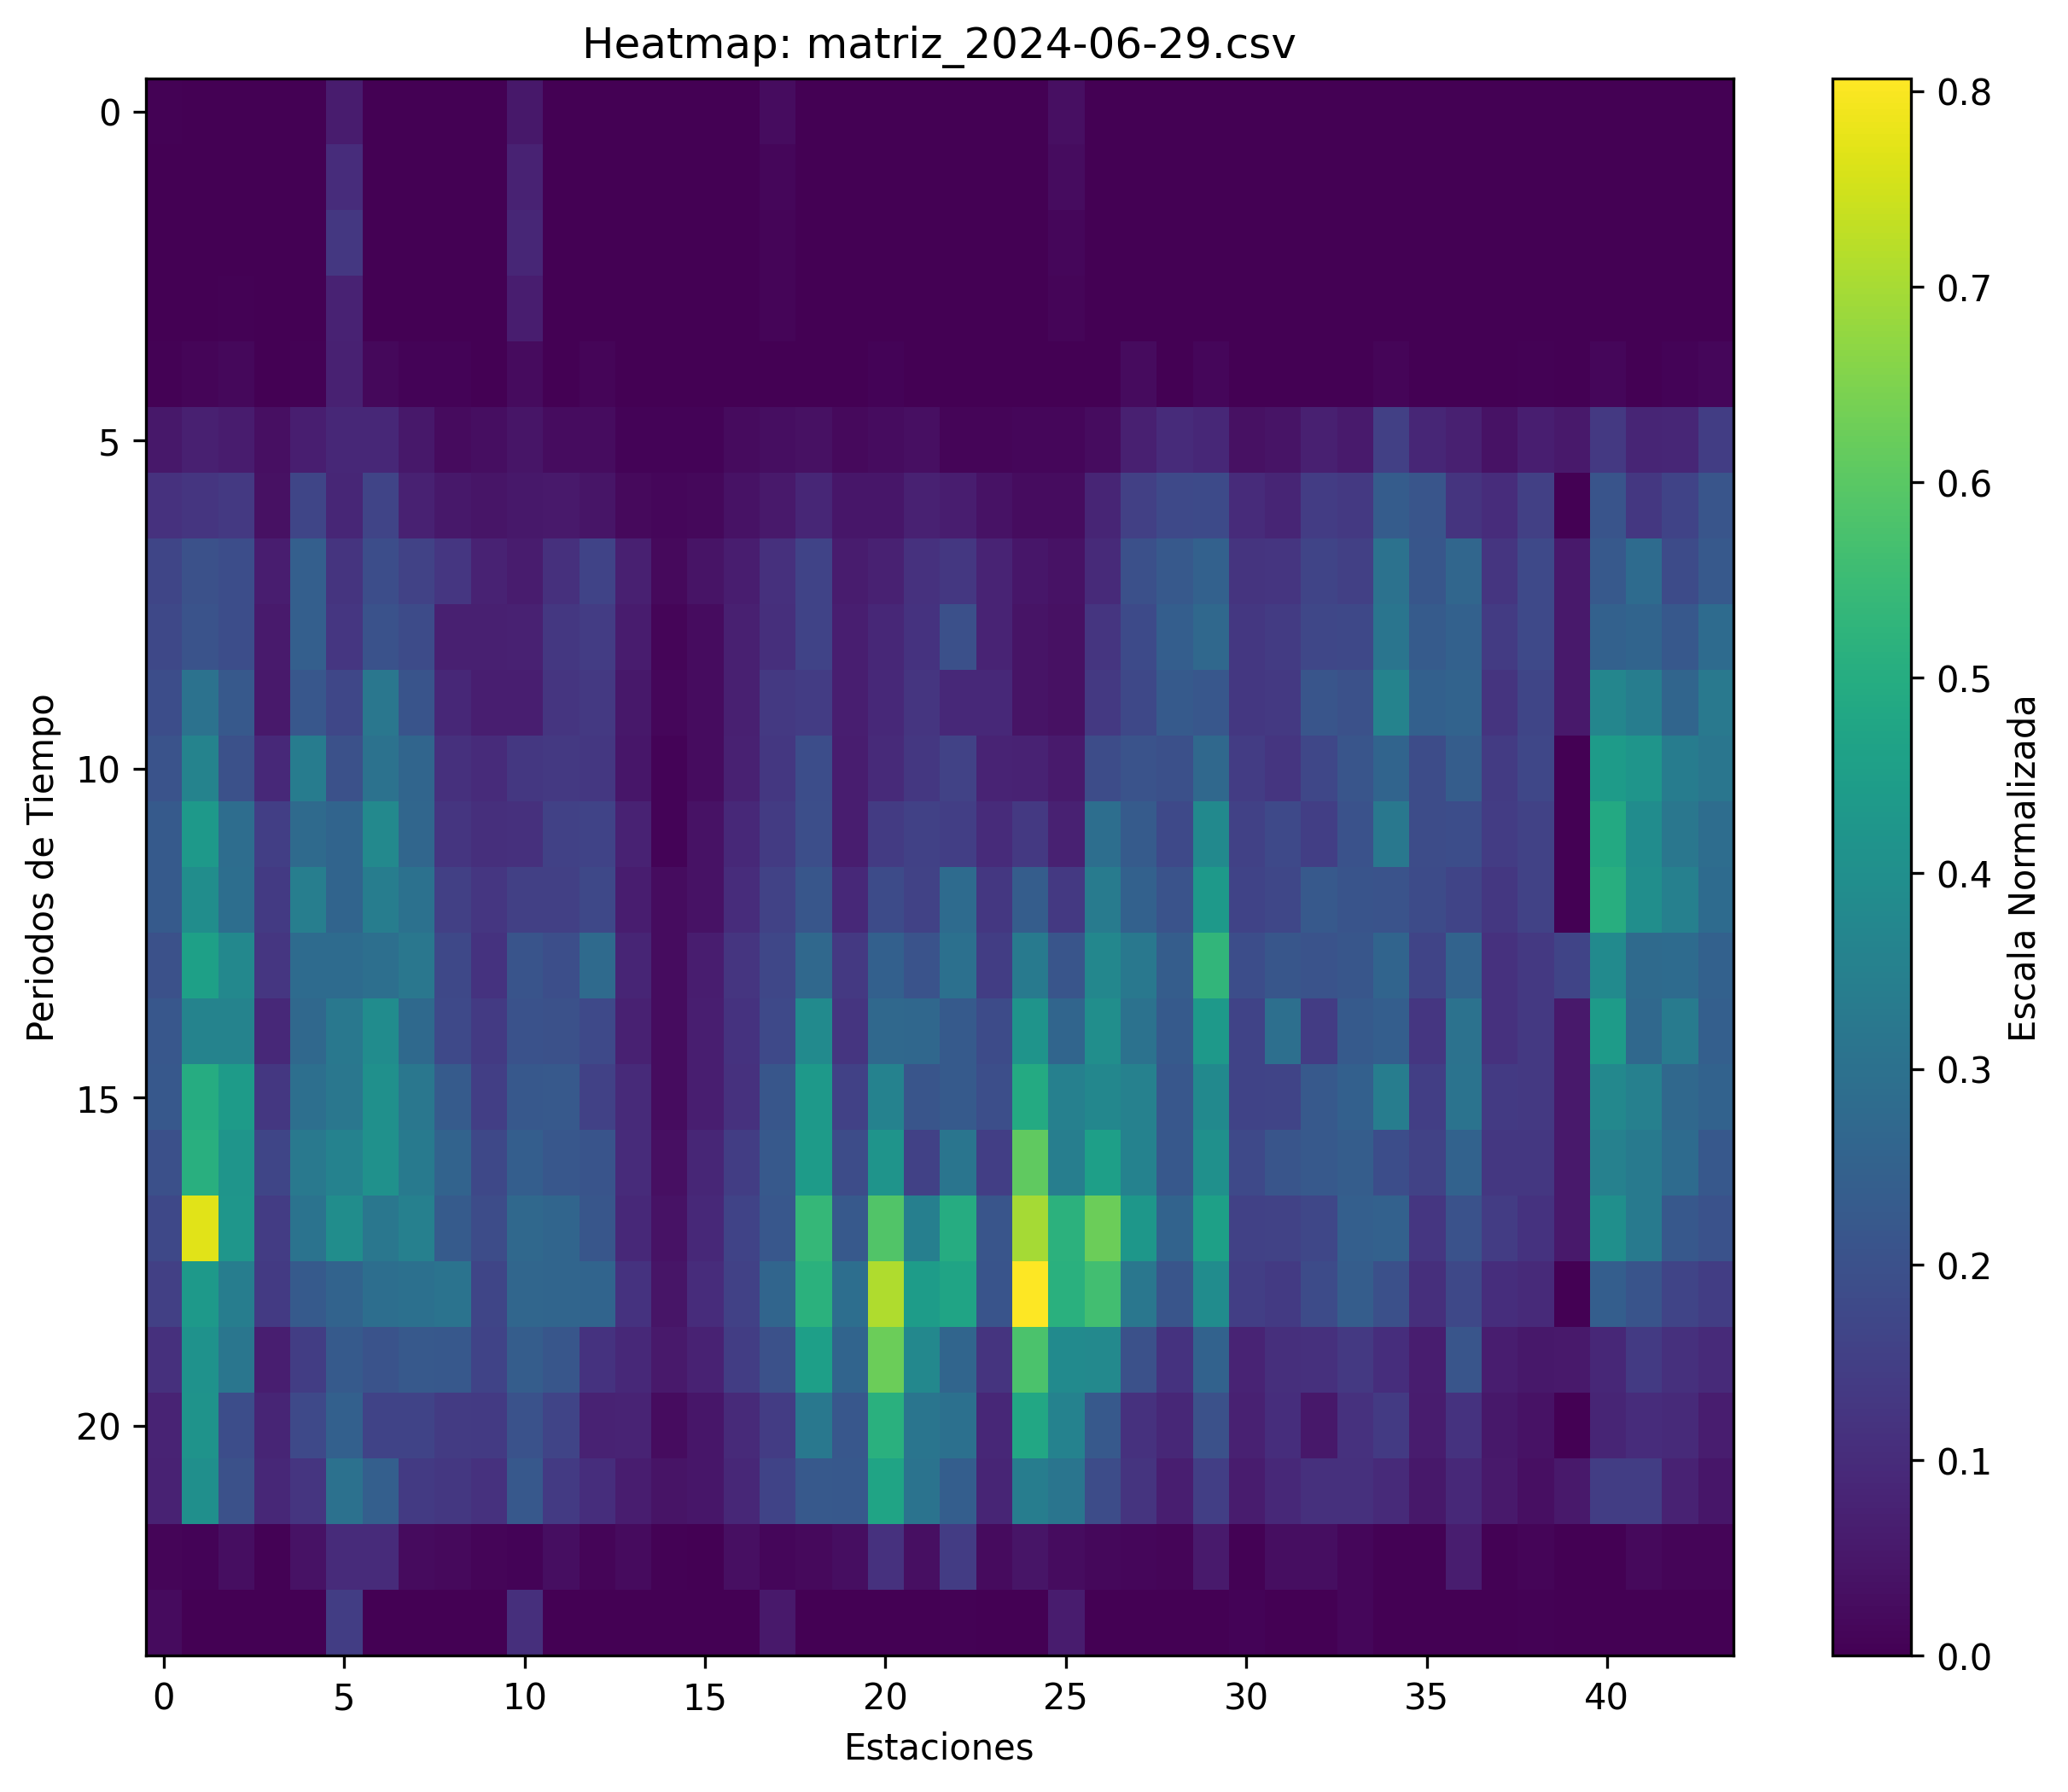 Heatmap: matriz_2024-06-29.csv
Periodos de Tiempo
0
5
10
15
20
0 5 10 15 20 25 30 35 40
Estaciones
0.8
0.7
0.6
0.5
0.4
0.3
0.2
0.1
0.0
Escala Normalizada